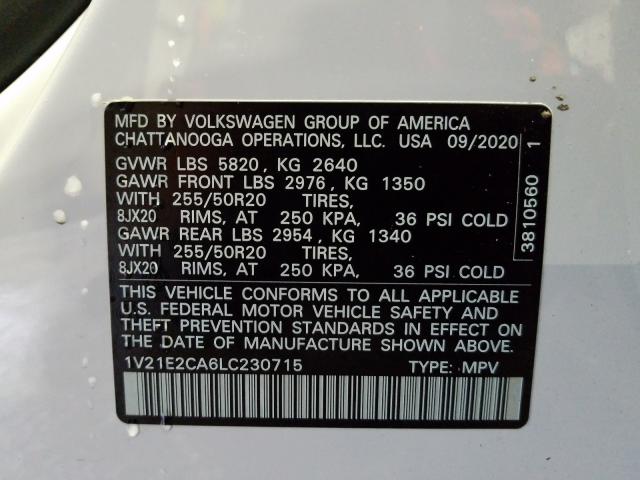 MFD BY VOLKSWAGEN GROUP OF AMERICA
CHATTANOOGA OPERATIONS, LLC. USA 09/2020
GVWR LBS 5820, KG 2640
GAWR FRONT LBS 2976, KG 1350
WITH 255/50R20 TIRES,
8JX20 RIMS, AT 250 KPA, 36 PSI COLD
GAWR REAR LBS 2954, KG 1340
WITH 255/50R20 TIRES,
8JX20 RIMS, AT 250 KPA, 36 PSI COLD
THIS VEHICLE CONFORMS TO ALL APPLICABLE
U.S. FEDERAL MOTOR VEHICLE SAFETY AND
THEFT PREVENTION STANDARDS IN EFFECT ON
THE DATE OF MANUFACTURE SHOWN ABOVE.
1V21E2CA6LC230715 TYPE: MPV
3810560 1